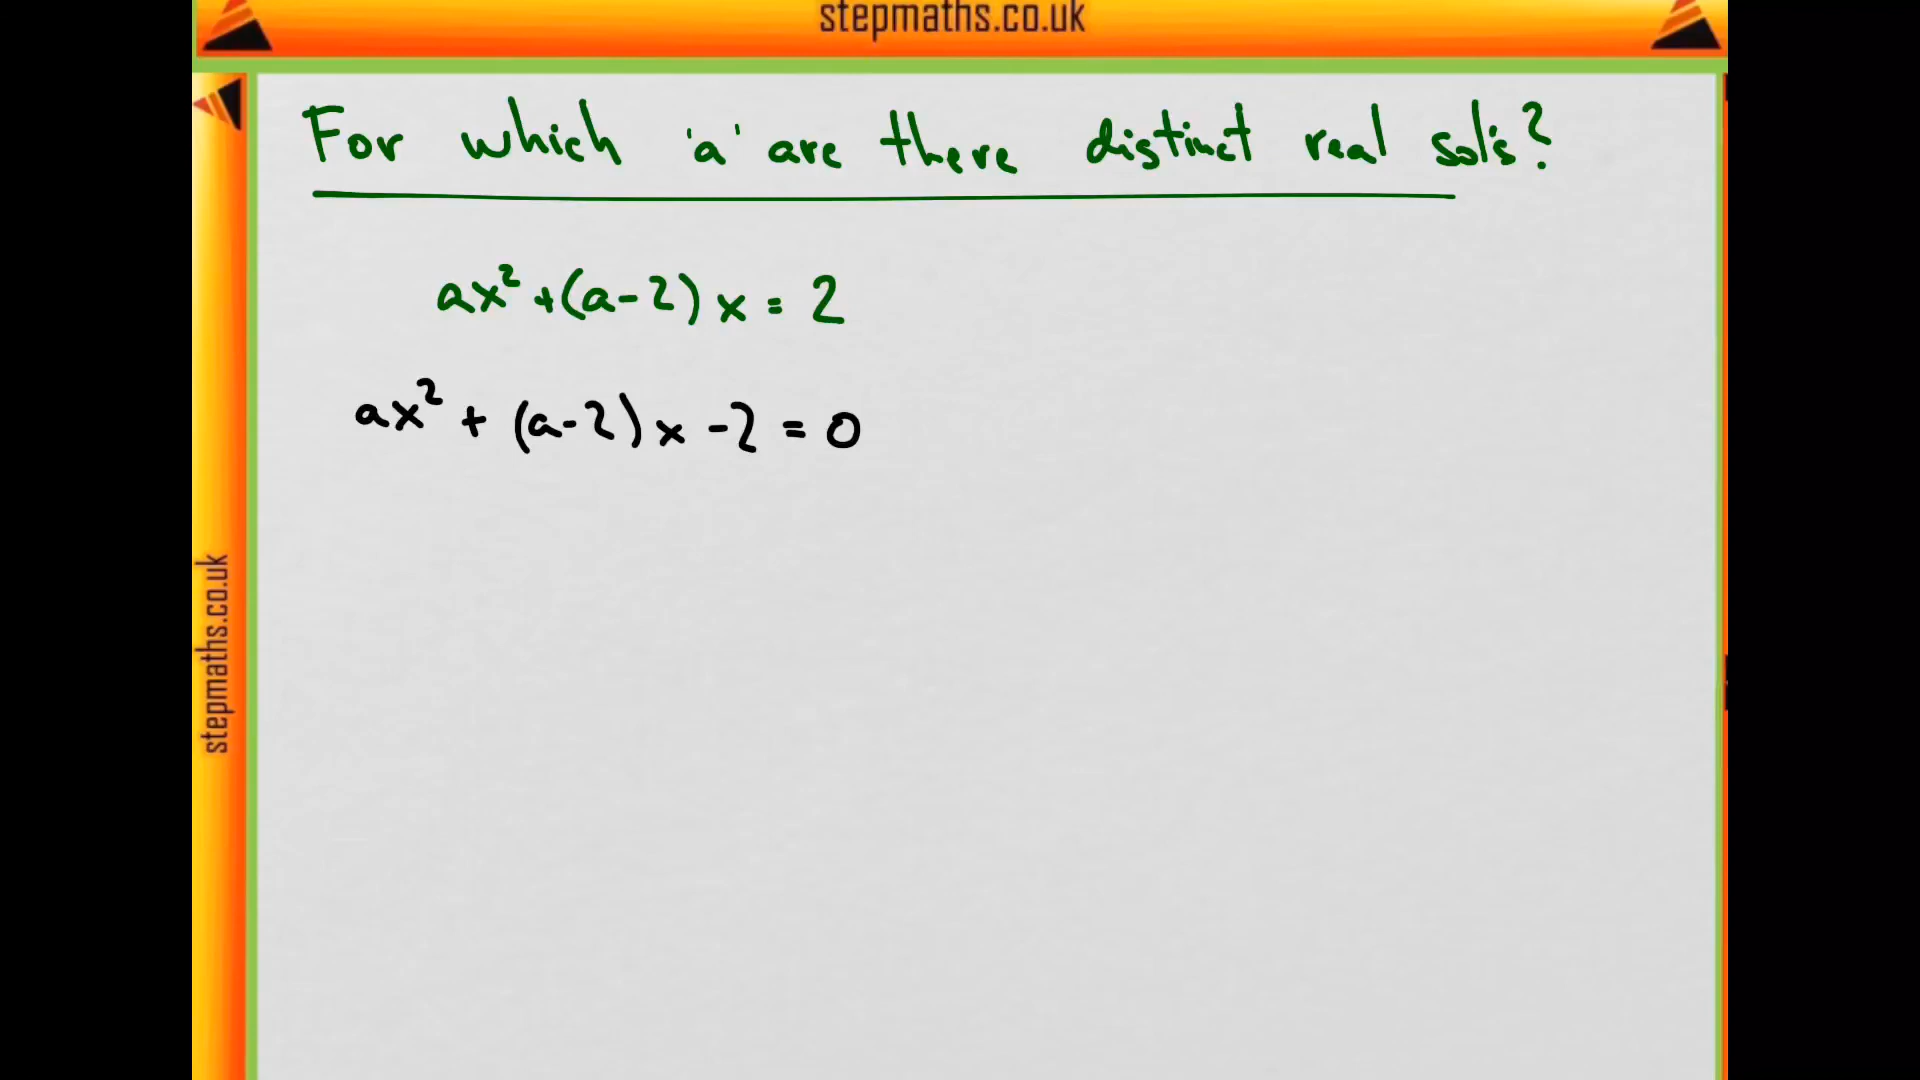 stepmaths.co.uk
For which 'a' are there distinct real sol's?
ax² + (a-2)x = 2
ax² + (a-2)x -2 = 0
stepmaths.co.uk